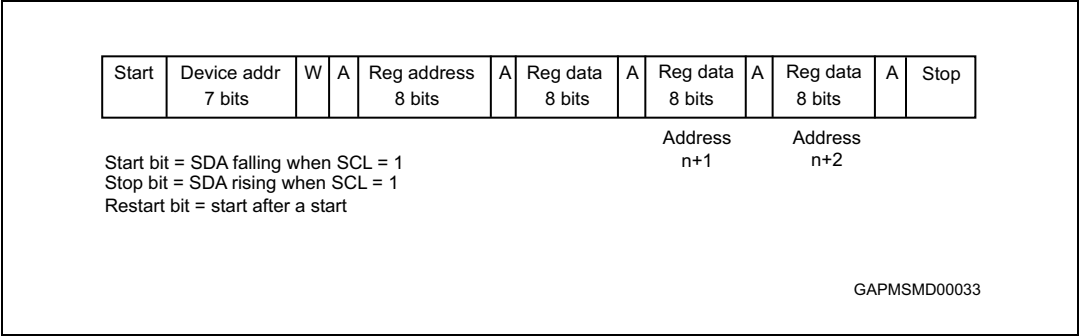 Start Device addr W A Reg address A Reg data A Reg data A Reg data A Stop
7 bits 8 bits 8 bits 8 bits 8 bits
Address Address
n+1 n+2
Start bit = SDA falling when SCL = 1
Stop bit = SDA rising when SCL = 1
Restart bit = start after a start
GAPMSMD00033